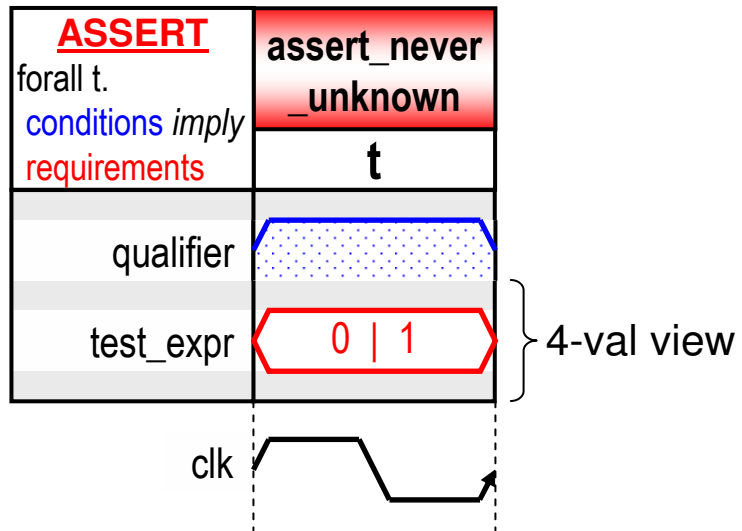 ASSERT
forall t.
conditions imply
requirements
assert_never
_unknown
t
qualifier
test_expr
0 | 1
4-val view
clk